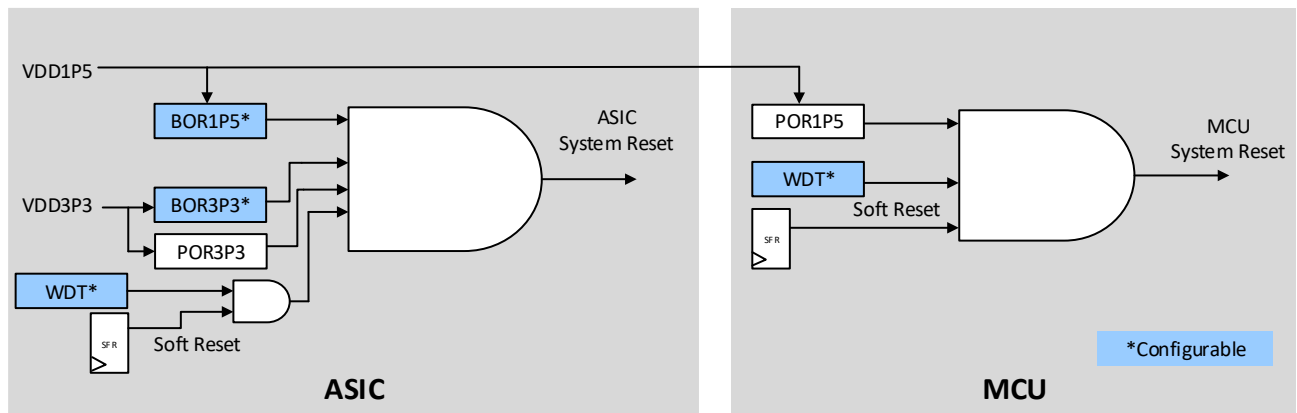 VDD1P5
BOR1P5*
ASIC
System Reset
VDD3P3
BOR3P3*
POR3P3
WDT*
SFR
Soft Reset
ASIC
POR1P5
MCU
System Reset
WDT*
Soft Reset
SFR
*Configurable
MCU